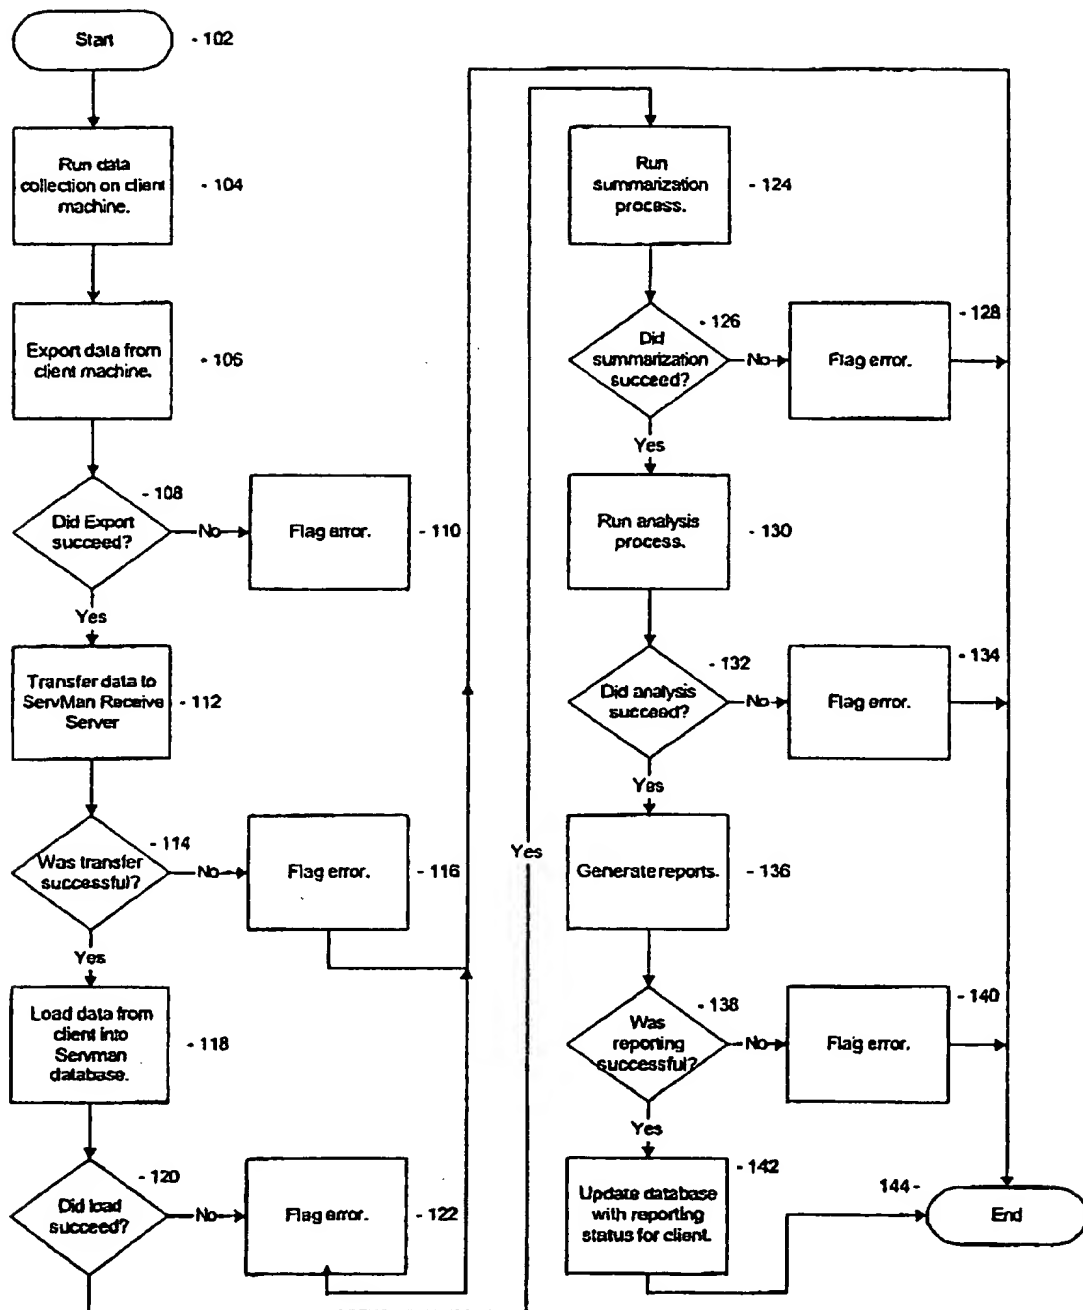 Start
- 102
Run data
collection on client
machine.
- 104
Export data from
client machine.
- 106
Did Export
succeed?
- 108
No
Flag error.
- 110
Yes
Transfer data to
ServMan Receive
Server
- 112
Was transfer
successful?
- 114
No
Flag error.
- 116
Yes
Load data from
client into
Servman
database.
- 118
Did load
succeed?
- 120
No
Flag error.
- 122
Yes
Run
summarization
process.
- 124
Did
summarization
succeed?
- 126
No
Flag error.
- 128
Yes
Run analysis
process.
- 130
Did analysis
succeed?
- 132
No
Flag error.
- 134
Yes
Generate reports.
- 136
Was
reporting
successful?
- 138
No
Flag error.
- 140
Yes
Update database
with reporting
status for client.
- 142
144 -
End